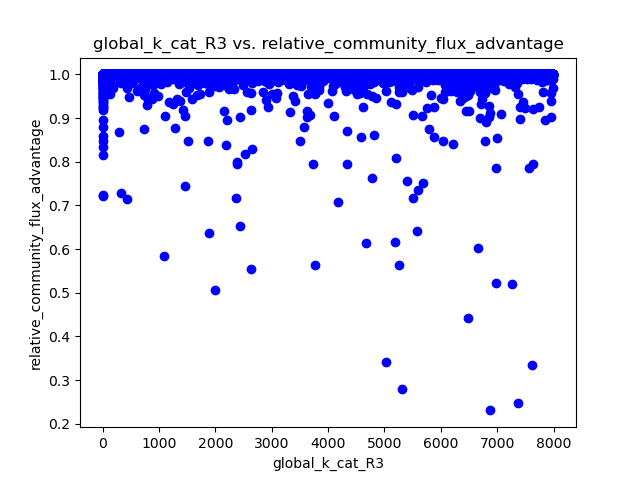 global_k_cat_R3 vs. relative_community_flux_advantage
relative_community_flux_advantage
1.0
0.9
0.8
0.7
0.6
0.5
0.4
0.3
0.2
0 1000 2000 3000 4000 5000 6000 7000 8000
global_k_cat_R3